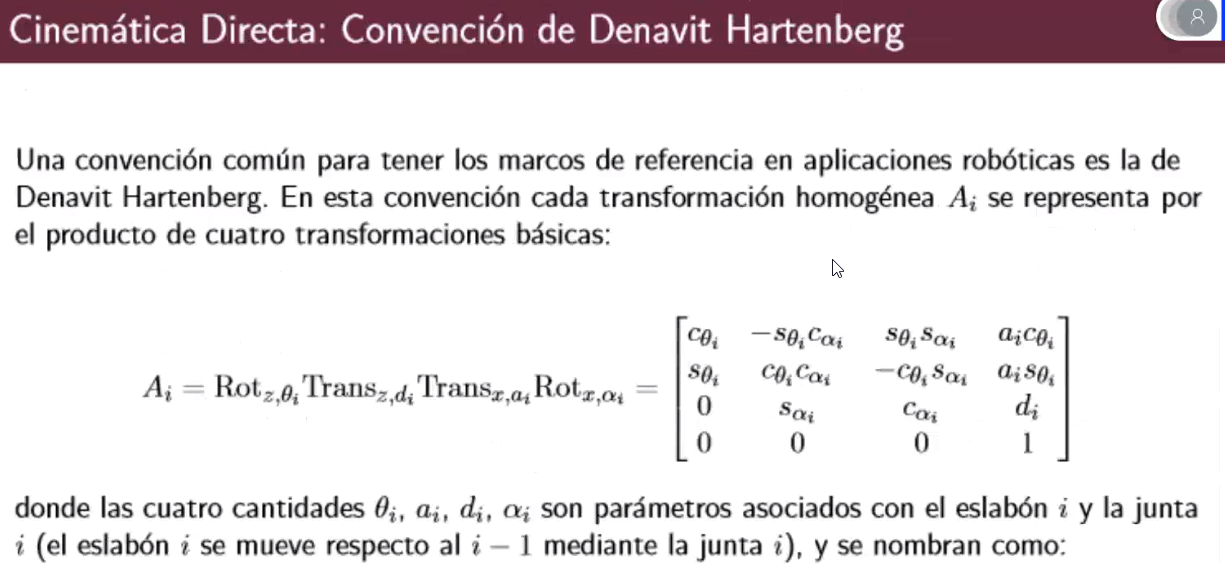 Cinemática Directa: Convención de Denavit Hartenberg
Una convención común para tener los marcos de referencia en aplicaciones robóticas es la de
Denavit Hartenberg. En esta convención cada transformación homogénea $A_i$ se representa por
el producto de cuatro transformaciones básicas:
$A_i = \mathrm{Rot}_{z,\theta_i} \mathrm{Trans}_{z,d_i} \mathrm{Trans}_{x,a_i} \mathrm{Rot}_{x,\alpha_i} = \begin{bmatrix} c_{\theta_i} & -s_{\theta_i} c_{\alpha_i} & s_{\theta_i} s_{\alpha_i} & a_i c_{\theta_i} \\ s_{\theta_i} & c_{\theta_i} c_{\alpha_i} & -c_{\theta_i} s_{\alpha_i} & a_i s_{\theta_i} \\ 0 & s_{\alpha_i} & c_{\alpha_i} & d_i \\ 0 & 0 & 0 & 1 \end{bmatrix}$
donde las cuatro cantidades $\theta_i$, $a_i$, $d_i$, $\alpha_i$ son parámetros asociados con el eslabón $i$ y la junta
$i$ (el eslabón $i$ se mueve respecto al $i - 1$ mediante la junta $i$), y se nombran como: